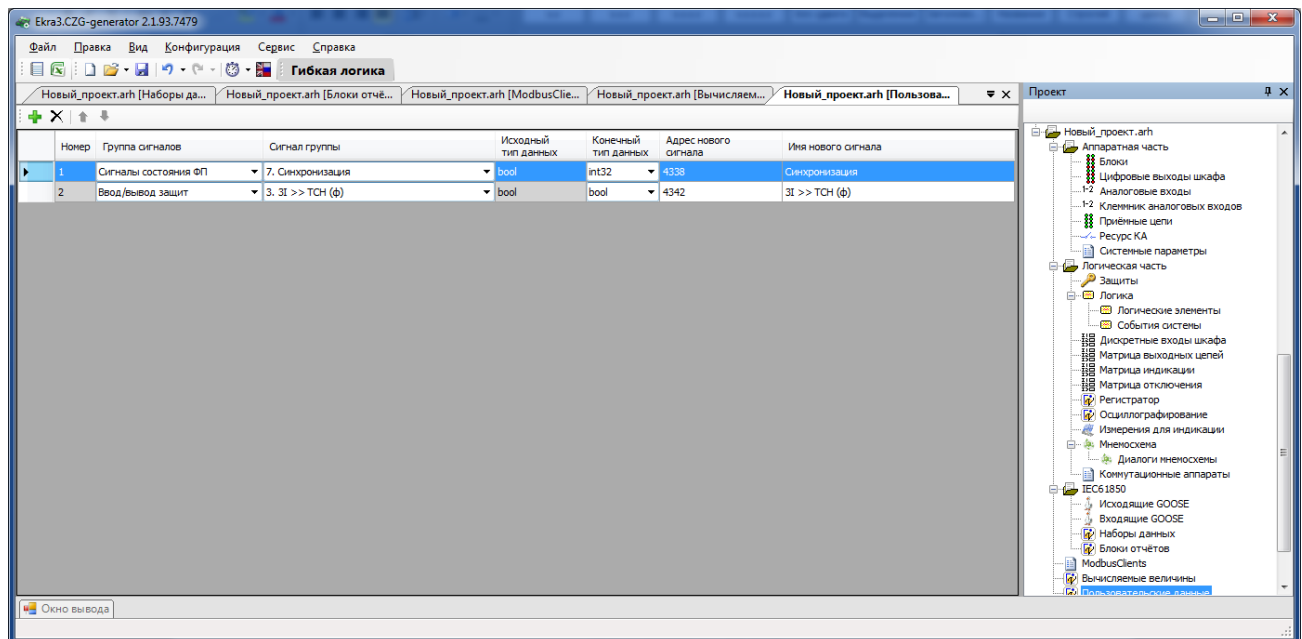 Ekra3.CZG-generator 2.1.93.7479
Файл Правка Вид Конфигурация Сервис Справка
Гибкая логика
Новый_проект.arh [Наборы да... Новый_проект.arh [Блоки отчё... Новый_проект.arh [ModbusClie... Новый_проект.arh [Вычисляем... Новый_проект.arh [Пользова...
Номер Группа сигналов Сигнал группы Исходный тип данных Конечный тип данных Адрес нового сигнала Имя нового сигнала
1 Сигналы состояния ФП 7. Синхронизация bool int32 4338 Синхронизация
2 Ввод/вывод защит 3. 3I >> ТСН (ф) bool bool 4342 3I >> ТСН (ф)
Проект
Новый_проект.arh
Аппаратная часть
Блоки
Цифровые выходы шкафа
Аналоговые входы
Клеммник аналоговых входов
Приёмные цепи
Ресурс КА
Системные параметры
Логическая часть
Защиты
Логика
Логические элементы
События системы
Дискретные входы шкафа
Матрица выходных цепей
Матрица индикации
Матрица отключения
Регистратор
Осциллографирование
Измерения для индикации
Мнемосхема
Диалоги мнемосхемы
Коммутационные аппараты
IEC61850
Исходящие GOOSE
Входящие GOOSE
Наборы данных
Блоки отчётов
ModbusClients
Вычисляемые величины
Пользовательские данные
Окно вывода